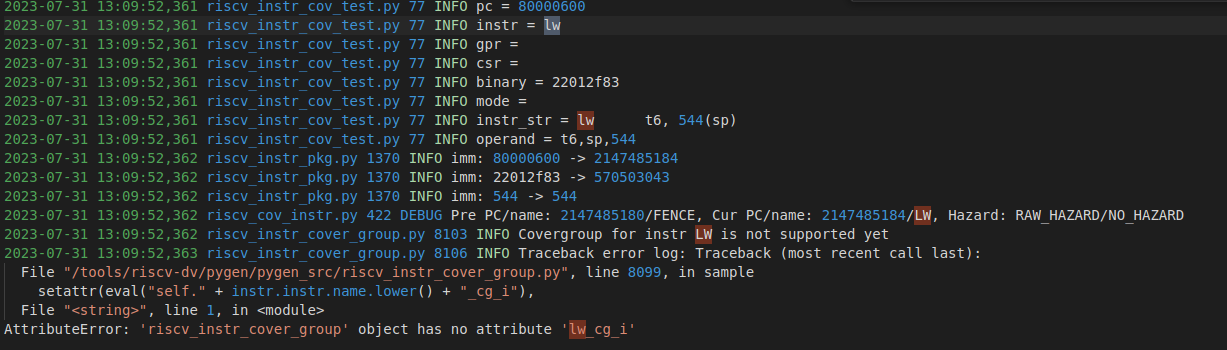 2023-07-31 13:09:52,361 riscv_instr_cov_test.py 77 INFO pc = 80000600
2023-07-31 13:09:52,361 riscv_instr_cov_test.py 77 INFO instr = lw
2023-07-31 13:09:52,361 riscv_instr_cov_test.py 77 INFO gpr =
2023-07-31 13:09:52,361 riscv_instr_cov_test.py 77 INFO csr =
2023-07-31 13:09:52,361 riscv_instr_cov_test.py 77 INFO binary = 22012f83
2023-07-31 13:09:52,361 riscv_instr_cov_test.py 77 INFO mode =
2023-07-31 13:09:52,361 riscv_instr_cov_test.py 77 INFO instr_str = lw      t6, 544(sp)
2023-07-31 13:09:52,361 riscv_instr_cov_test.py 77 INFO operand = t6,sp,544
2023-07-31 13:09:52,362 riscv_instr_pkg.py 1370 INFO imm: 80000600 -> 2147485184
2023-07-31 13:09:52,362 riscv_instr_pkg.py 1370 INFO imm: 22012f83 -> 570503043
2023-07-31 13:09:52,362 riscv_instr_pkg.py 1370 INFO imm: 544 -> 544
2023-07-31 13:09:52,362 riscv_cov_instr.py 422 DEBUG Pre PC/name: 2147485180/FENCE, Cur PC/name: 2147485184/LW, Hazard: RAW_HAZARD/NO_HAZARD
2023-07-31 13:09:52,362 riscv_instr_cover_group.py 8103 INFO Covergroup for instr LW is not supported yet
2023-07-31 13:09:52,363 riscv_instr_cover_group.py 8106 INFO Traceback error log: Traceback (most recent call last):
  File "/tools/riscv-dv/pygen/pygen_src/riscv_instr_cover_group.py", line 8099, in sample
    setattr(eval("self." + instr.instr.name.lower() + "_cg_i"),
  File "<string>", line 1, in <module>
AttributeError: 'riscv_instr_cover_group' object has no attribute 'lw_cg_i'